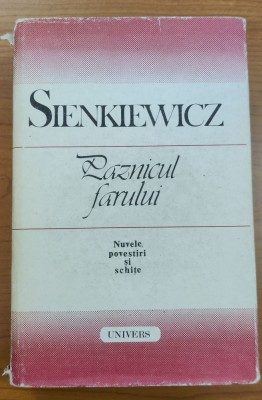 SIENKIEWICZ
Paznicul
farului
Nuvele,
povestiri
și
schițe
UNIVERS